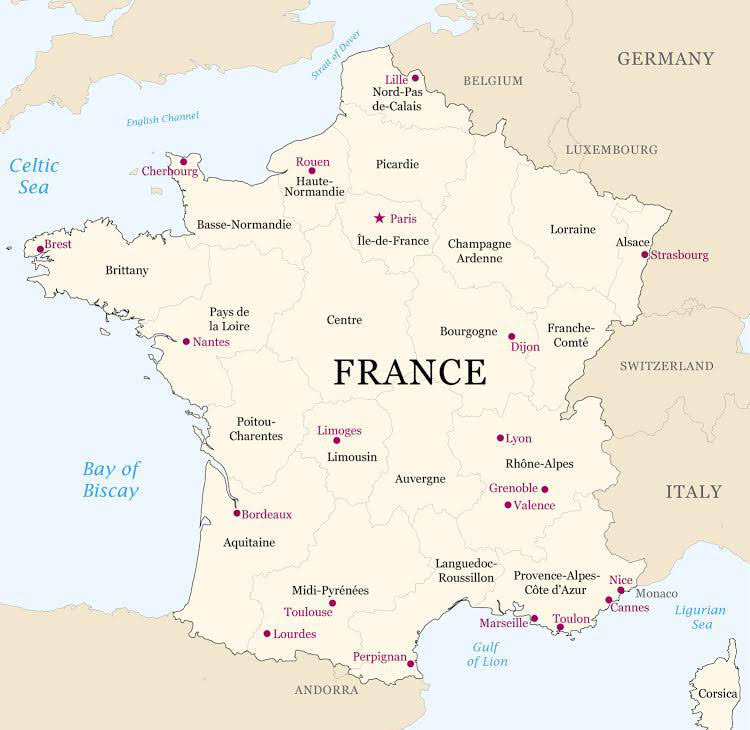 Strait of Dover
GERMANY
Lille
BELGIUM
Nord-Pas
de-Calais
English Channel
LUXEMBOURG
Celtic
Sea
Cherbourg
Rouen
Haute-
Normandie
Picardie
Basse-Normandie
Paris
Île-de-France
Champagne
Ardenne
Lorraine
Alsace
Strasbourg
Brest
Brittany
Pays de
la Loire
Nantes
Centre
Bourgogne
Dijon
Franche-
Comté
FRANCE
SWITZERLAND
Poitou-
Charentes
Limoges
Limousin
Lyon
Rhône-Alpes
Auvergne
Grenoble
Valence
Bay of
Biscay
ITALY
Bordeaux
Aquitaine
Languedoc-
Roussillon
Provence-Alpes-
Côte d'Azur
Nice
Monaco
Cannes
Midi-Pyrénées
Toulouse
Marseille
Toulon
Ligurian
Sea
Lourdes
Perpignan
Gulf
of Lion
ANDORRA
Corsica